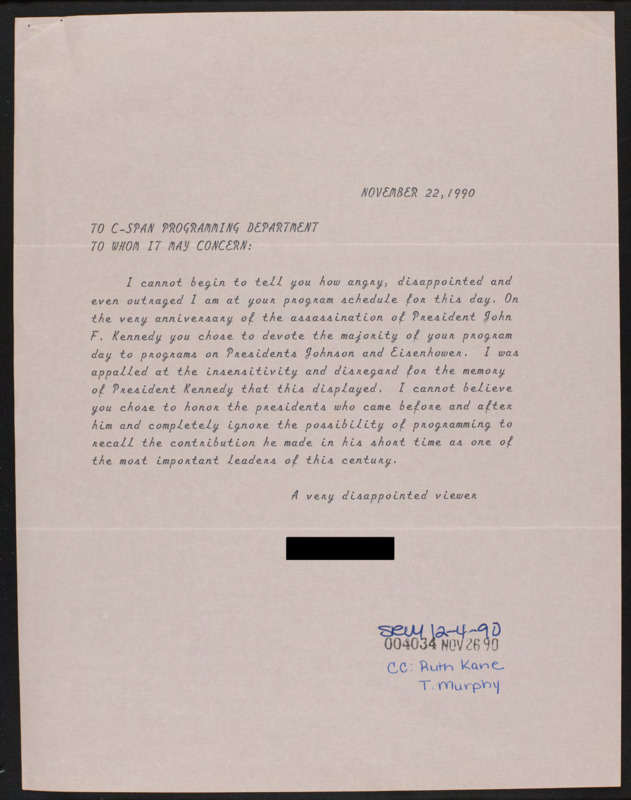 NOVEMBER 22, 1990
TO C-SPAN PROGRAMMING DEPARTMENT
TO WHOM IT MAY CONCERN:
I cannot begin to tell you how angry, disappointed and
even outraged I am at your program schedule for this day. On
the very anniversary of the assassination of President John
F. Kennedy you chose to devote the majority of your program
day to programs on Presidents Johnson and Eisenhower. I was
appalled at the insensitivity and disregard for the memory
of President Kennedy that this displayed. I cannot believe
you chose to honor the presidents who came before and after
him and completely ignore the possibility of programming to
recall the contribution he made in his short time as one of
the most important leaders of this century.
A very disappointed viewer
12-4-90
004034 NOV 26 90
CC: Ruth Kane
T. Murphy